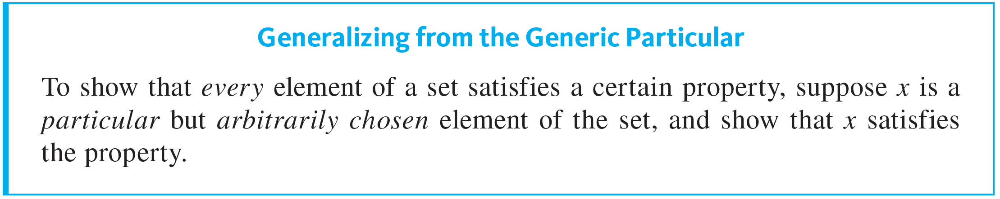 Generalizing from the Generic Particular
To show that every element of a set satisfies a certain property, suppose x is a
particular but arbitrarily chosen element of the set, and show that x satisfies
the property.